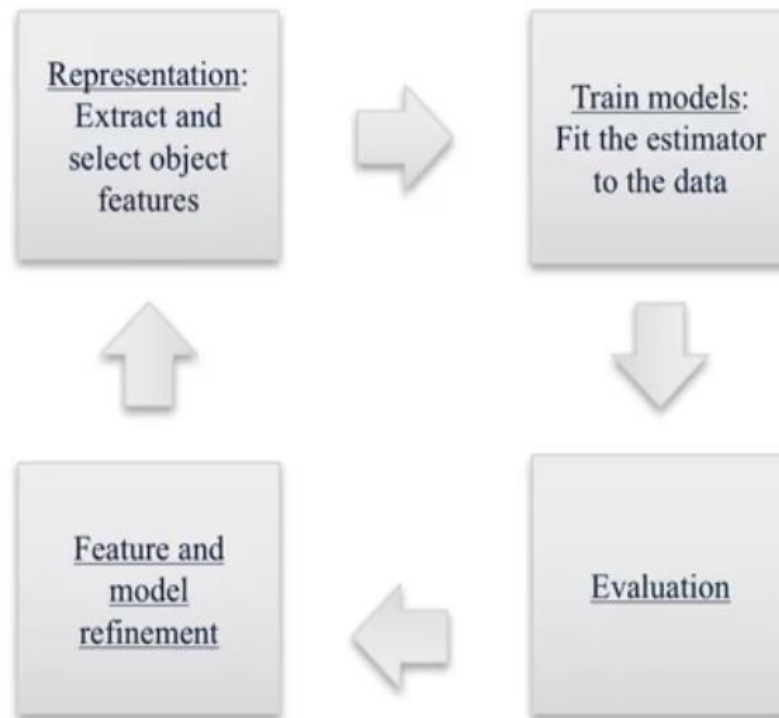 Representation:
Extract and
select object
features
Train models:
Fit the estimator
to the data
Evaluation
Feature and
model
refinement